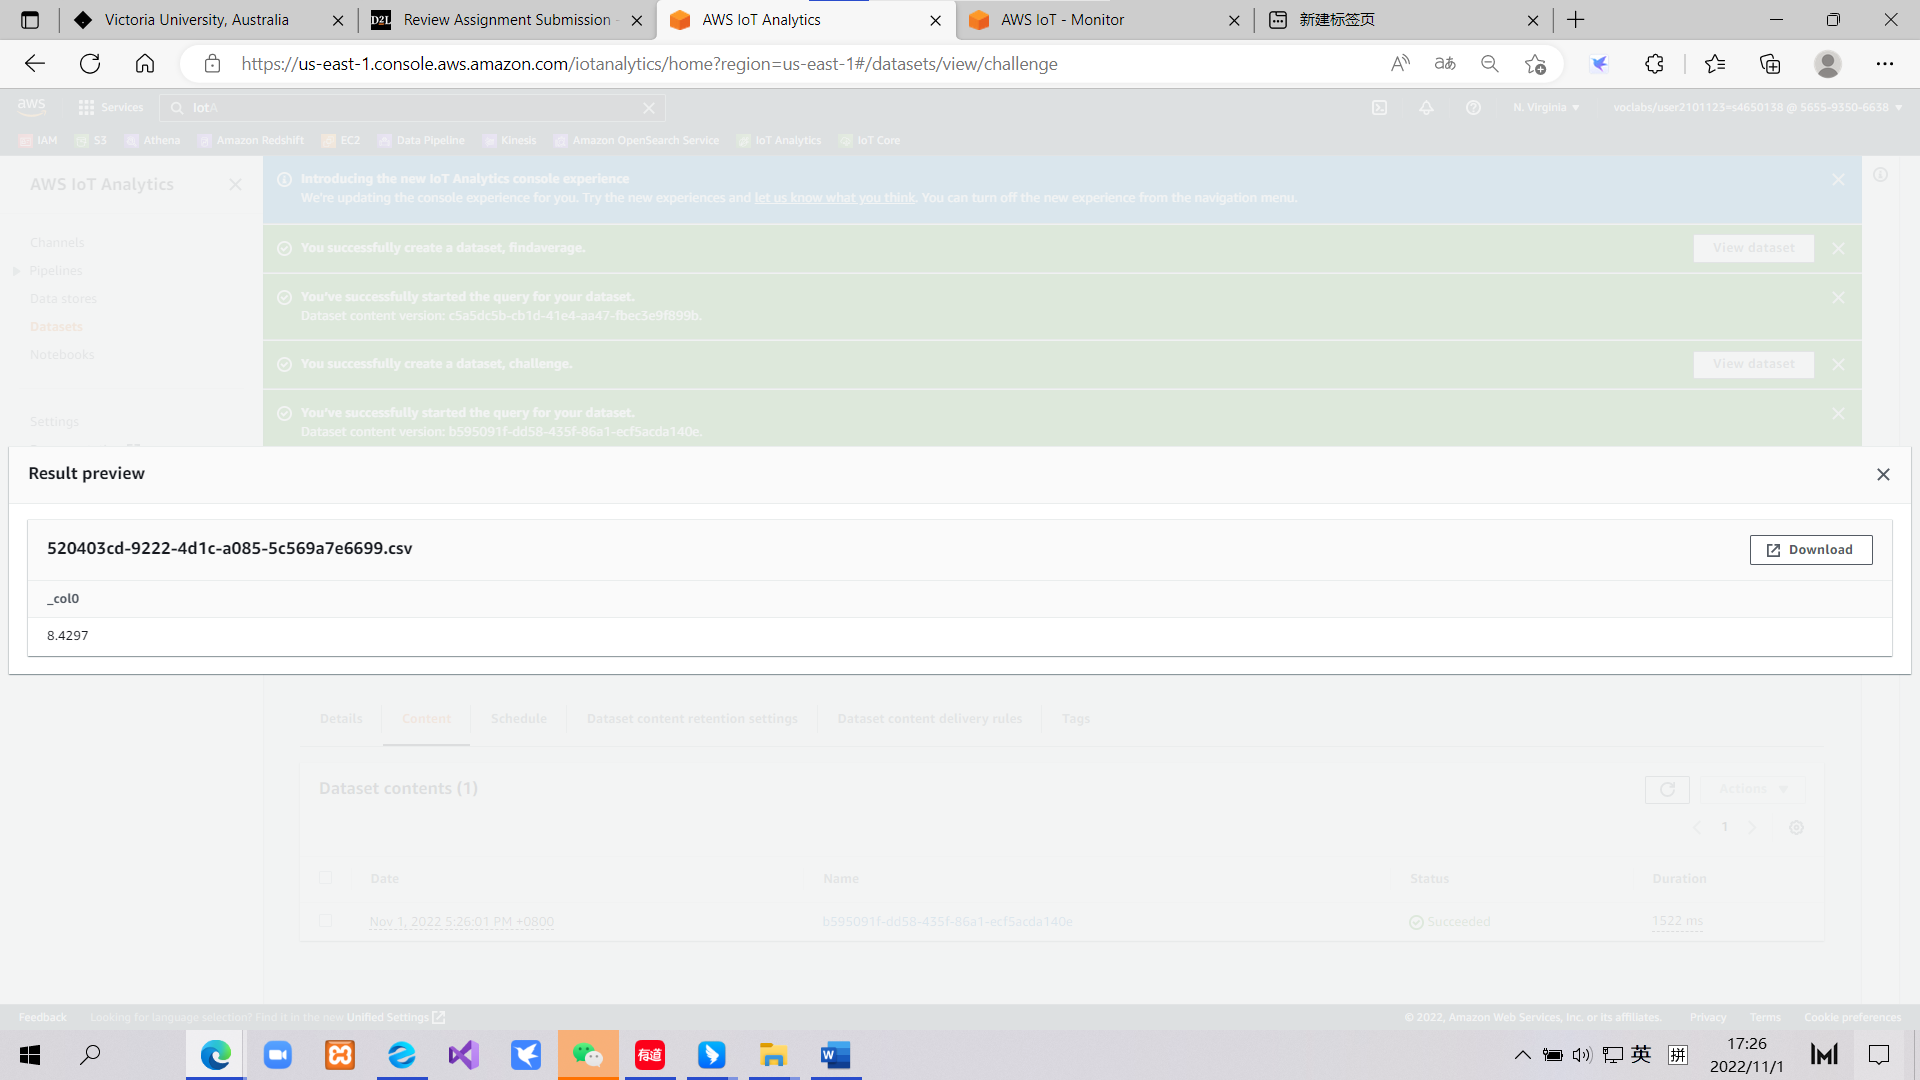 Victoria University, Australia
D2L
Review Assignment Submission -
AWS IoT Analytics
AWS IoT - Monitor
新建标签页
https://us-east-1.console.aws.amazon.com/iotanalytics/home?region=us-east-1#/datasets/view/challenge
aws
Services
IotA
N. Virginia
voclabs/user2101123=s4650138 @ 5655-9350-6638
IAM
S3
Athena
Amazon Redshift
EC2
Data Pipeline
Kinesis
Amazon OpenSearch Service
IoT Analytics
IoT Core
AWS IoT Analytics
Channels
Pipelines
Data stores
Datasets
Notebooks
Settings
Introducing the new IoT Analytics console experience
We're updating the console experience for you. Try the new experiences and let us know what you think. You can turn off the new experience from the navigation menu.
You successfully create a dataset, findaverage.
View dataset
You've successfully started the query for your dataset.
Dataset content version: c5a5dc5b-cb1d-41e4-aa47-fbec3e9f899b.
You successfully create a dataset, challenge.
View dataset
You've successfully started the query for your dataset.
Dataset content version: b595091f-dd58-435f-86a1-ecf5acda140e.
Result preview
520403cd-9222-4d1c-a085-5c569a7e6699.csv
Download
_col0
8.4297
Details
Content
Schedule
Dataset content retention settings
Dataset content delivery rules
Tags
Dataset contents (1)
Actions
1
Date
Name
Status
Duration
Nov 1, 2022 5:26:01 PM +0800
b595091f-dd58-435f-86a1-ecf5acda140e
Succeeded
1522 ms
Feedback
Looking for language selection? Find it in the new Unified Settings
© 2022, Amazon Web Services, Inc. or its affiliates.
Privacy
Terms
Cookie preferences
有道
英
拼
17:26
2022/11/1